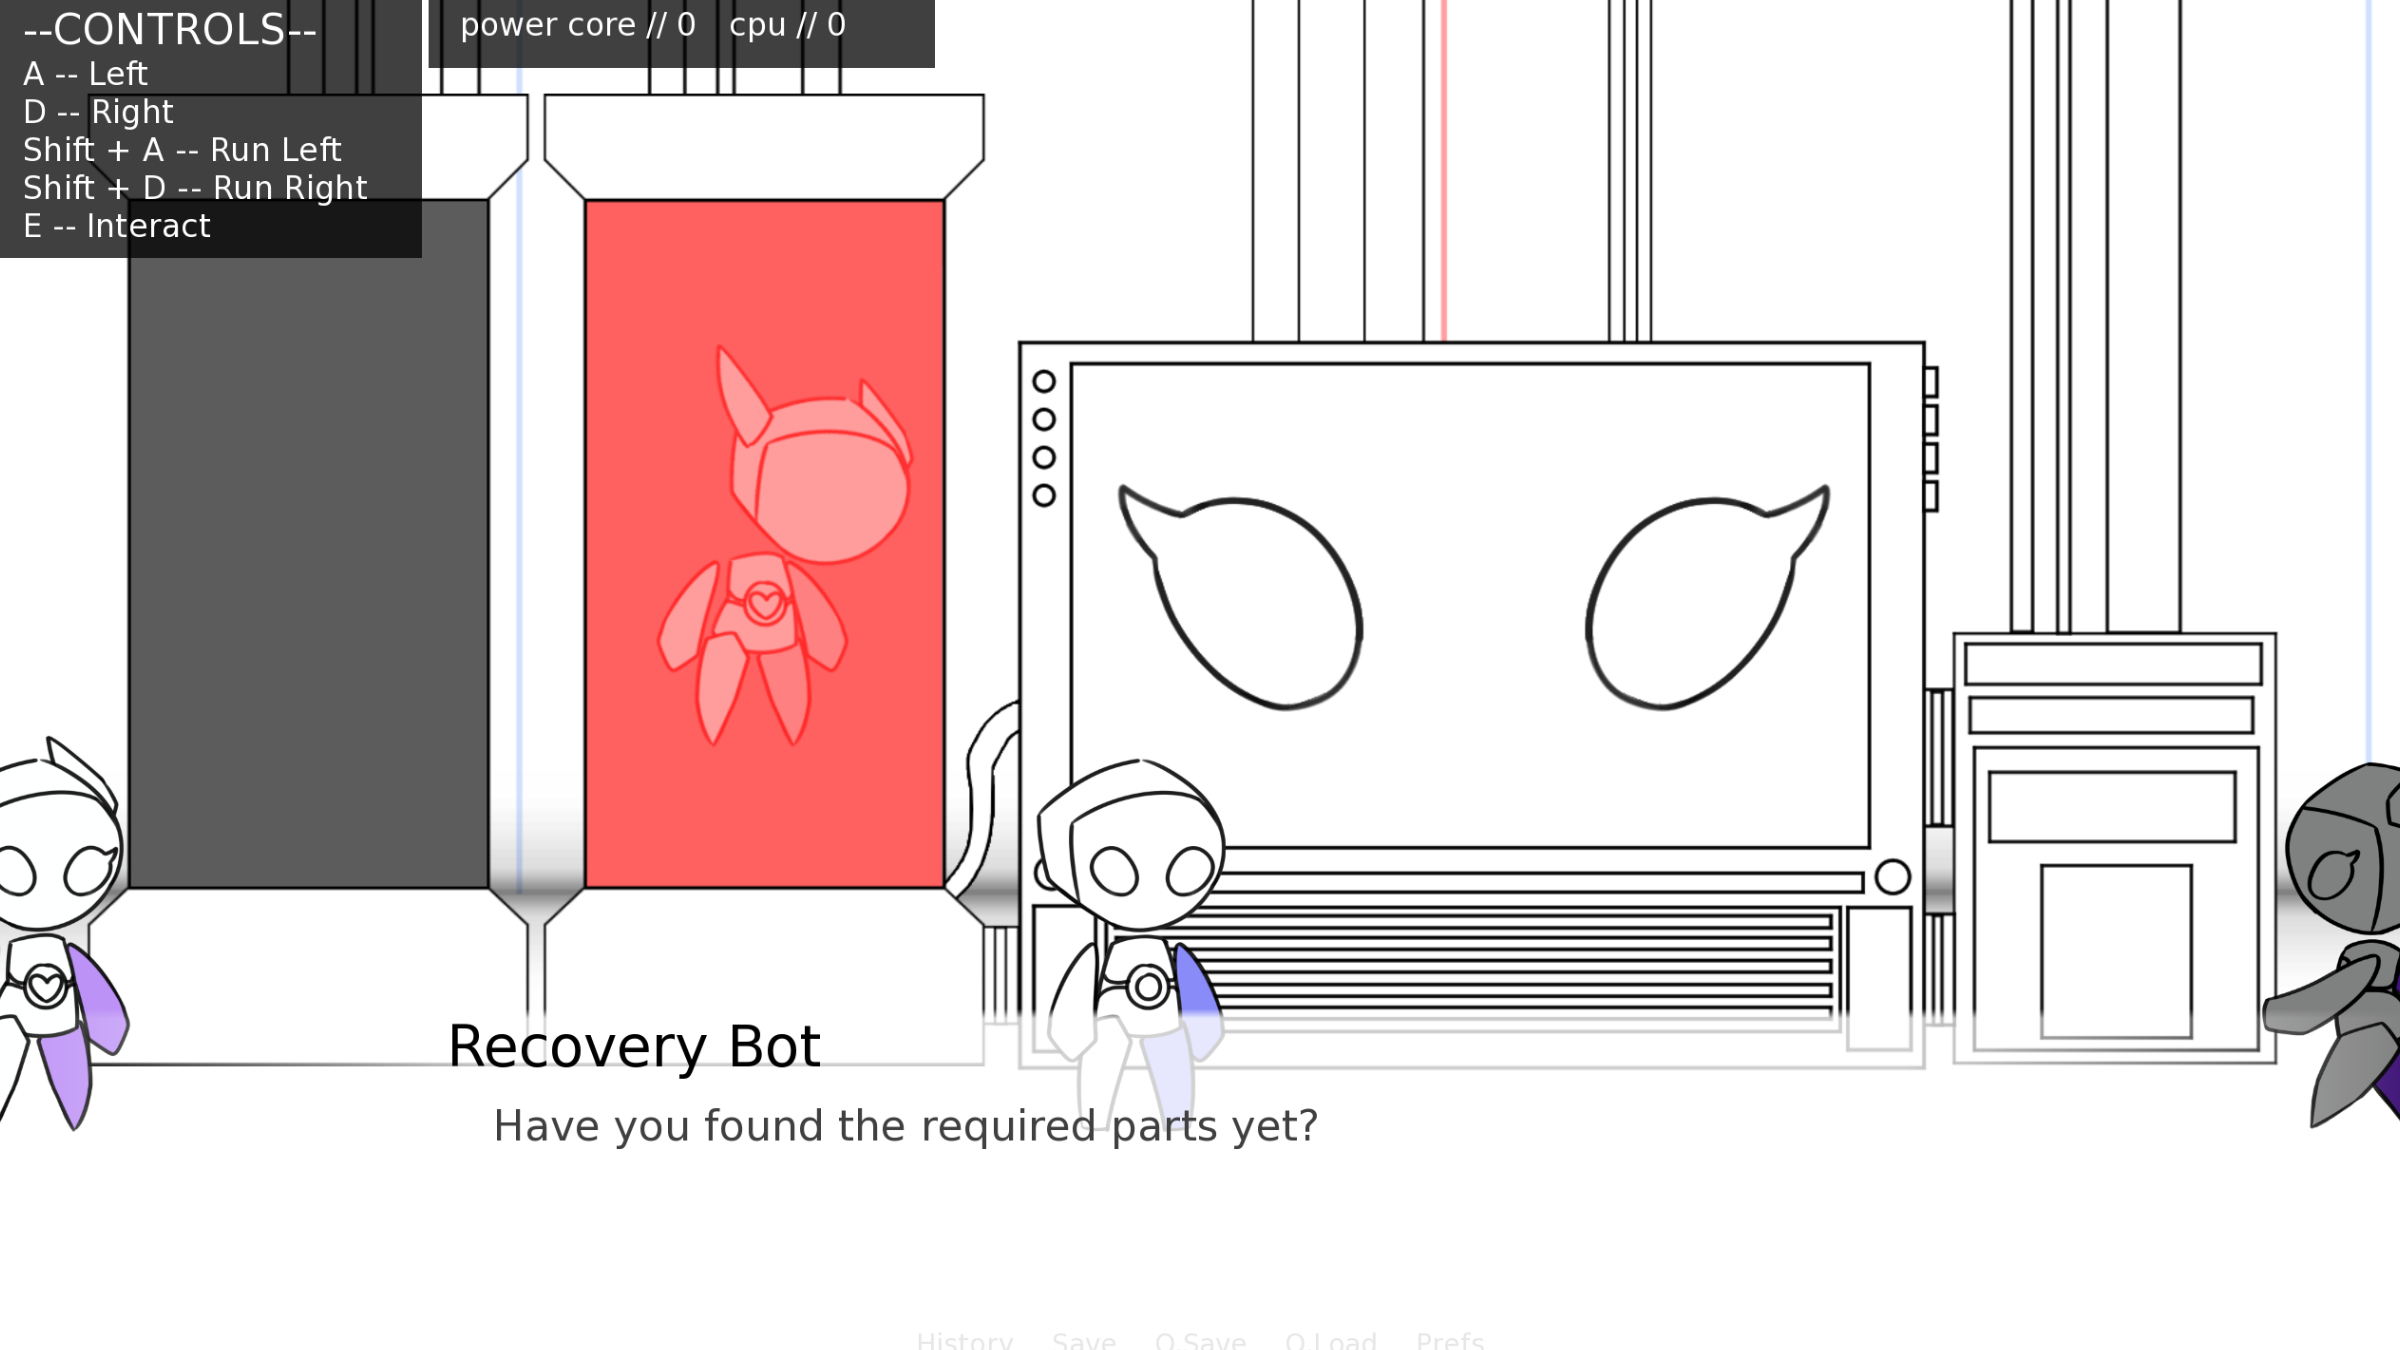 --CONTROLS--
A -- Left
D -- Right
Shift + A -- Run Left
Shift + D -- Run Right
E -- Interact
power core // 0 cpu // 0
Recovery Bot
Have you found the required parts yet?
History Save Q.Save Q.Load Prefs